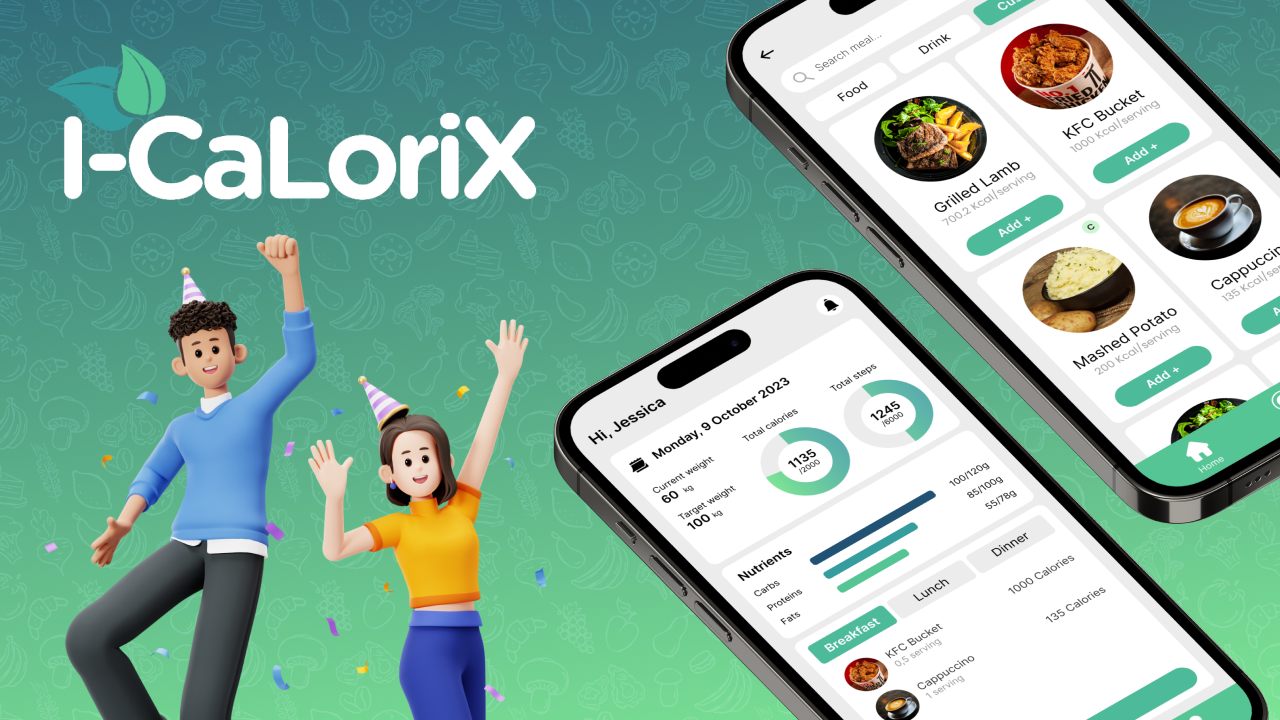 I-CaLoriX
Search meal...
Food
Drink
Grilled Lamb
700.2 Kcal/serving
Add +
KFC Bucket
1000 Kcal/serving
Add +
C
Mashed Potato
200 Kcal/serving
Add +
135 Kcal/serving
Home
Hi, Jessica
Monday, 9 October 2023
Current weight
60 kg
Target weight
100 kg
Total calories
1135
/2000
Total steps
1245
/6000
Nutrients
Carbs
100/120g
Proteins
85/100g
Fats
55/78g
Breakfast
Lunch
Dinner
KFC Bucket
0,5 serving
1000 Calories
Cappuccino
1 serving
135 Calories